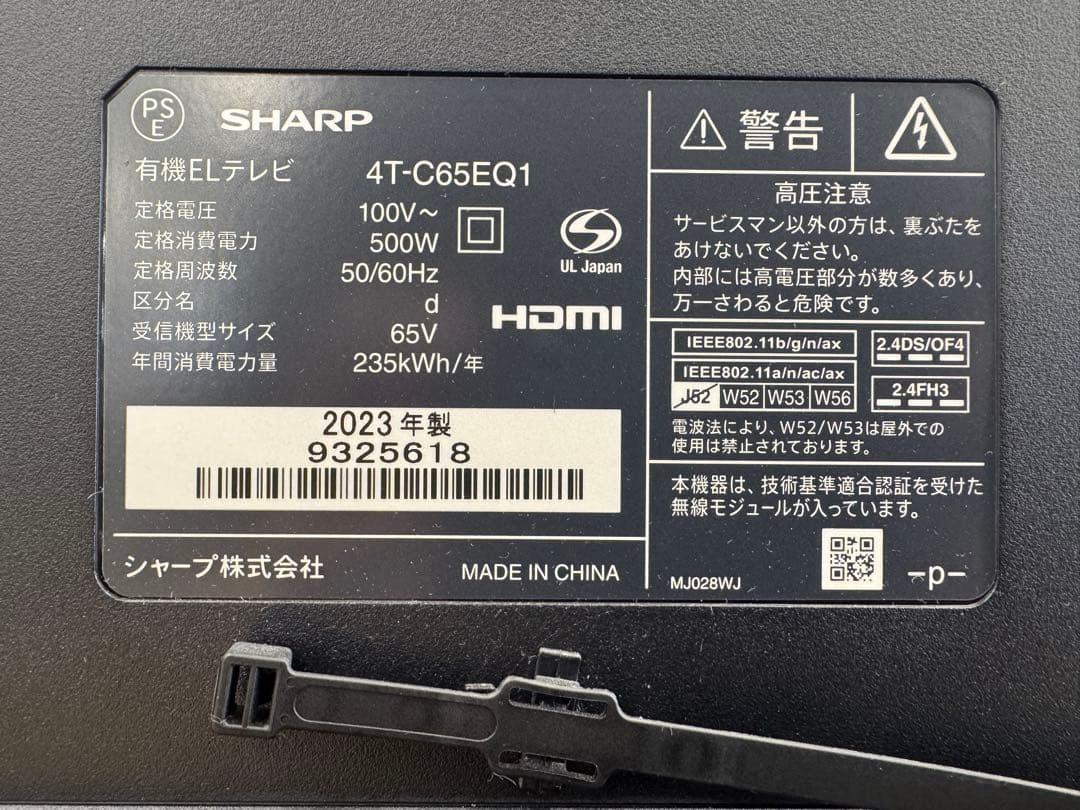 PS
E
SHARP
有機ELテレビ 4T-C65EQ1
定格電圧 100V～
定格消費電力 500W
定格周波数 50/60Hz
区分名 d
受信機型サイズ 65V
年間消費電力量 235kWh/年
UL Japan
HDMI
2023年製
9325618
シャープ株式会社 MADE IN CHINA
警告
高圧注意
サービスマン以外の方は、裏ぶたを
あけないでください。
内部には高電圧部分が数多くあり、
万一さわると危険です。
IEEE802.11b/g/n/ax
IEEE802.11a/n/ac/ax
J52 W52 W53 W56
2.4DS/OF4
2.4FH3
電波法により、W52/W53は屋外での
使用は禁止されております。
本機器は、技術基準適合認証を受けた
無線モジュールが入っています。
MJ028WJ
-p-